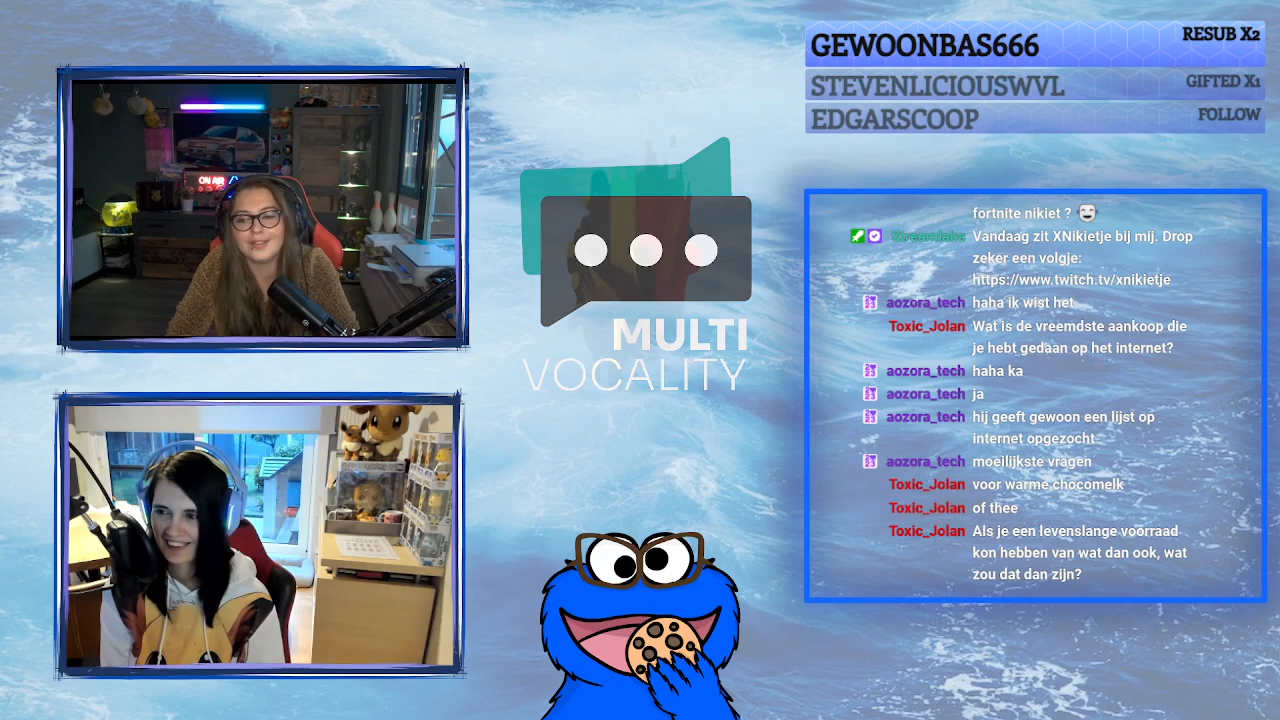 GEWOONBAS666 RESUB X2
STEVENLICIOUSWVL GIFTED X1
EDGARSCOOP FOLLOW
ON AIR
MULTI
VOCALITY
fortnite nikiet ?
Streamlabs Vandaag zit XNikietje bij mij. Drop
zeker een volgje:
https://www.twitch.tv/xnikietje
aozora_tech haha ik wist het
Toxic_Jolan Wat is de vreemdste aankoop die
je hebt gedaan op het internet?
aozora_tech haha ka
aozora_tech ja
aozora_tech hij geeft gewoon een lijst op
internet opgezocht
aozora_tech moeilijkste vragen
Toxic_Jolan voor warme chocomelk
Toxic_Jolan of thee
Toxic_Jolan Als je een levenslange voorraad
kon hebben van wat dan ook, wat
zou dat dan zijn?